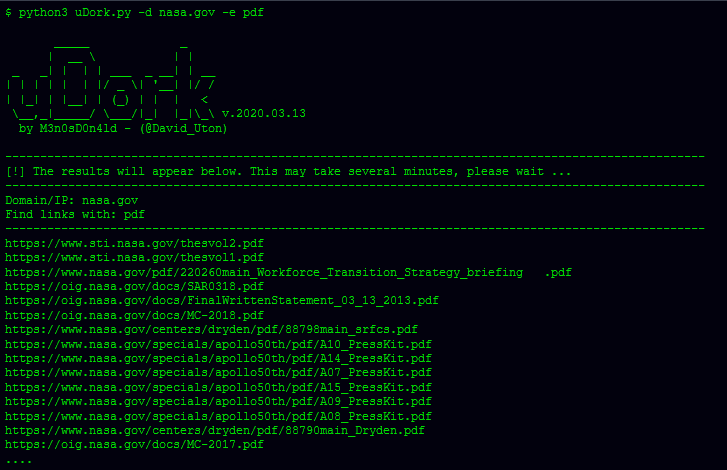 $ python3 uDork.py -d nasa.gov -e pdf
uDork v.2020.03.13
by M3n0sD0n4ld - (@David_Uton)
---------------------------------------------------------------------------------------------------
[!] The results will appear below. This may take several minutes, please wait ...
---------------------------------------------------------------------------------------------------
Domain/IP: nasa.gov
Find links with: pdf
---------------------------------------------------------------------------------------------------
https://www.sti.nasa.gov/thesvol2.pdf
https://www.sti.nasa.gov/thesvol1.pdf
https://www.nasa.gov/pdf/220260main_Workforce_Transition_Strategy_briefing   .pdf
https://oig.nasa.gov/docs/SAR0318.pdf
https://oig.nasa.gov/docs/FinalWrittenStatement_03_13_2013.pdf
https://oig.nasa.gov/docs/MC-2018.pdf
https://www.nasa.gov/centers/dryden/pdf/88798main_srfcs.pdf
https://www.nasa.gov/specials/apollo50th/pdf/A10_PressKit.pdf
https://www.nasa.gov/specials/apollo50th/pdf/A14_PressKit.pdf
https://www.nasa.gov/specials/apollo50th/pdf/A07_PressKit.pdf
https://www.nasa.gov/specials/apollo50th/pdf/A15_PressKit.pdf
https://www.nasa.gov/specials/apollo50th/pdf/A09_PressKit.pdf
https://www.nasa.gov/specials/apollo50th/pdf/A08_PressKit.pdf
https://www.nasa.gov/centers/dryden/pdf/88790main_Dryden.pdf
https://oig.nasa.gov/docs/MC-2017.pdf
....